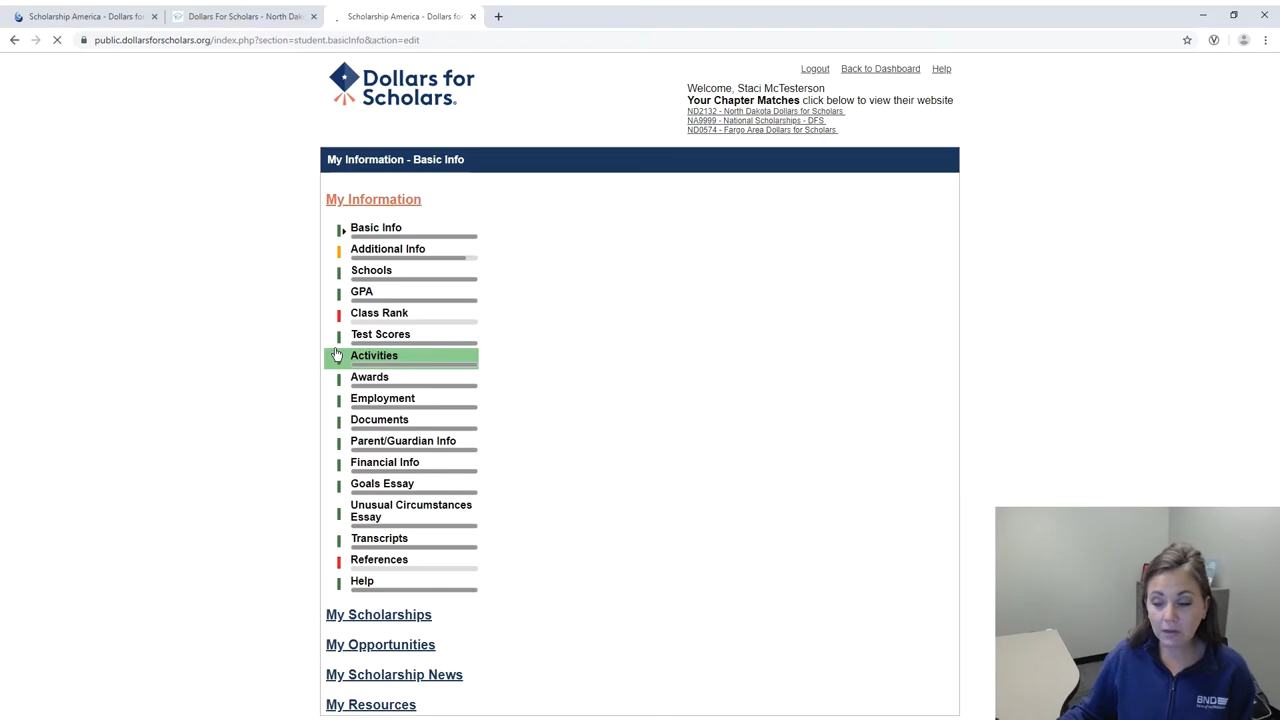 Scholarship America - Dollars for
Dollars For Scholars - North Dak
Scholarship America - Dollars for
public.dollarsforscholars.org/index.php?section=student.basicInfo&action=edit
Dollars for
Scholars.
Logout Back to Dashboard Help
Welcome, Staci McTesterson
Your Chapter Matches click below to view their website
ND2132 - North Dakota Dollars for Scholars
NA9999 - National Scholarships - DFS
ND0574 - Fargo Area Dollars for Scholars
My Information - Basic Info
My Information
Basic Info
Additional Info
Schools
GPA
Class Rank
Test Scores
Activities
Awards
Employment
Documents
Parent/Guardian Info
Financial Info
Goals Essay
Unusual Circumstances
Essay
Transcripts
References
Help
My Scholarships
My Opportunities
My Scholarship News
My Resources
BND